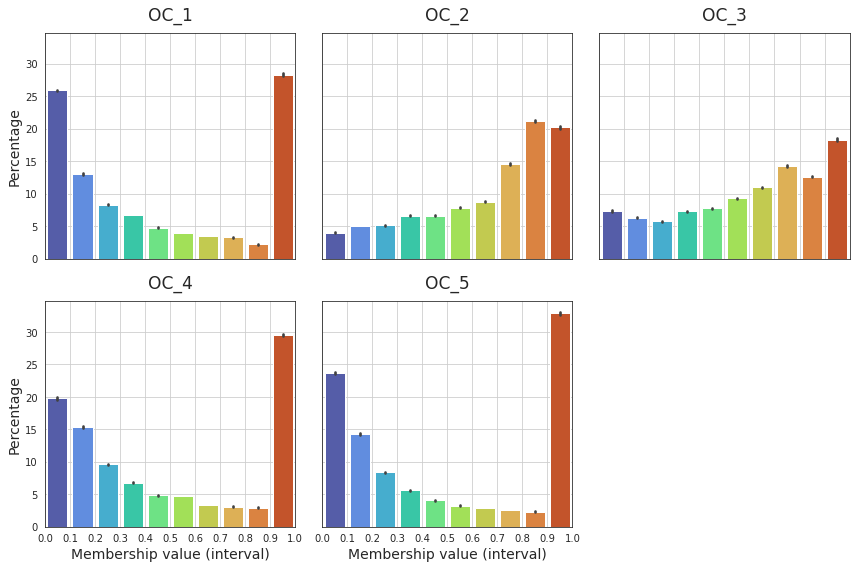 OC_1
OC_2
OC_3
Percentage
30
25
20
15
10
5
0
OC_4
OC_5
Percentage
30
25
20
15
10
5
0
0.0 0.1 0.2 0.3 0.4 0.5 0.6 0.7 0.8 0.9 1.0
0.0 0.1 0.2 0.3 0.4 0.5 0.6 0.7 0.8 0.9 1.0
Membership value (interval)
Membership value (interval)